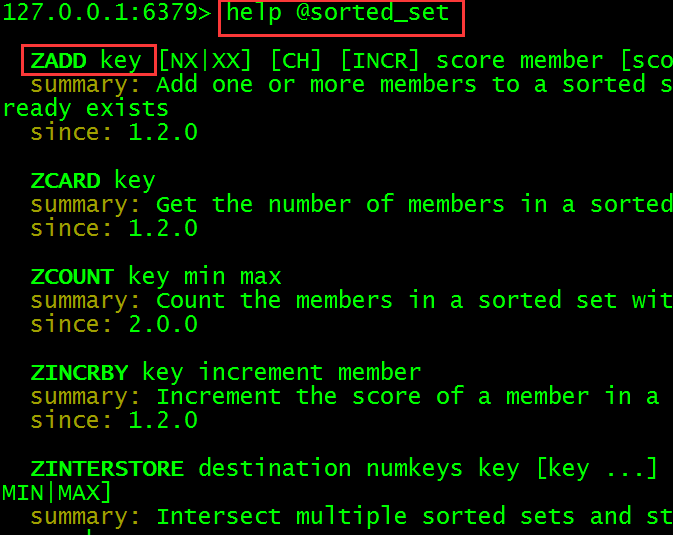 127.0.0.1:6379> help @sorted_set
ZADD key [NX|XX] [CH] [INCR] score member [sco
summary: Add one or more members to a sorted s
ready exists
since: 1.2.0
ZCARD key
summary: Get the number of members in a sorted
since: 1.2.0
ZCOUNT key min max
summary: Count the members in a sorted set wit
since: 2.0.0
ZINCRBY key increment member
summary: Increment the score of a member in a
since: 1.2.0
ZINTERSTORE destination numkeys key [key ...]
MIN|MAX]
summary: Intersect multiple sorted sets and st